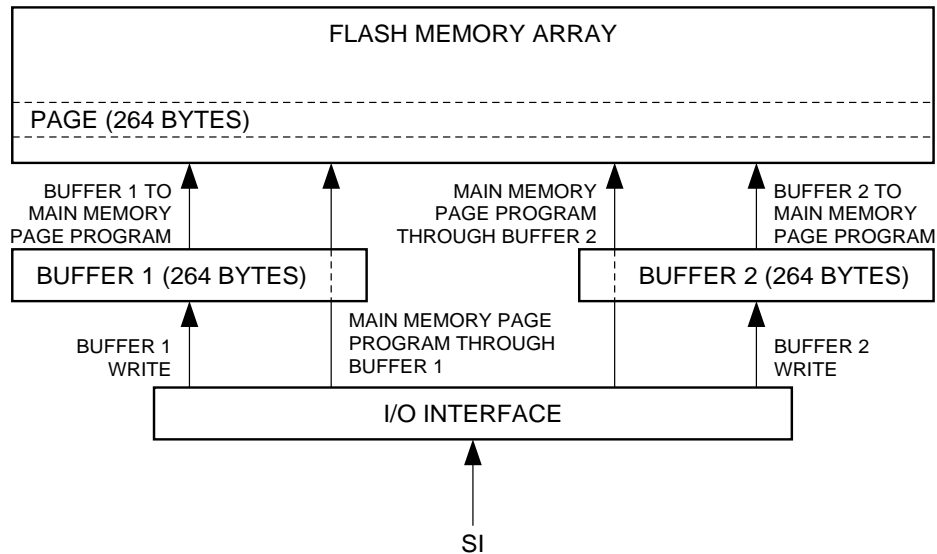 FLASH MEMORY ARRAY
PAGE (264 BYTES)
BUFFER 1 TO
MAIN MEMORY
PAGE PROGRAM
MAIN MEMORY
PAGE PROGRAM
THROUGH BUFFER 2
BUFFER 2 TO
MAIN MEMORY
PAGE PROGRAM
BUFFER 1 (264 BYTES)
BUFFER 2 (264 BYTES)
BUFFER 1
WRITE
MAIN MEMORY PAGE
PROGRAM THROUGH
BUFFER 1
BUFFER 2
WRITE
I/O INTERFACE
SI